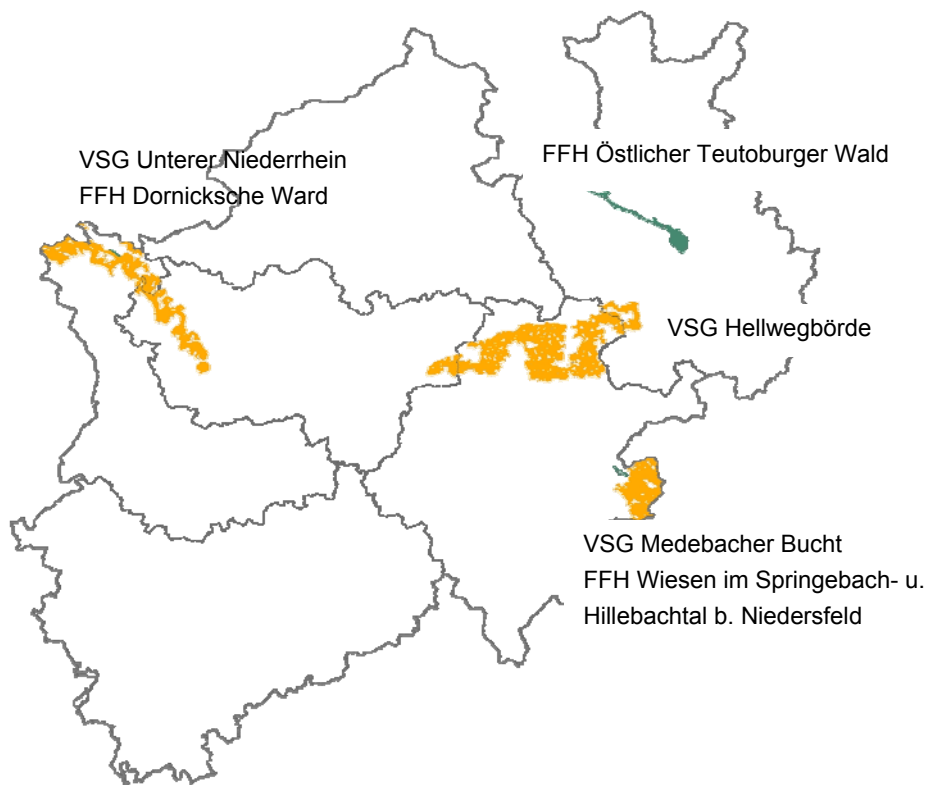 VSG Unterer Niederrhein
FFH Dornicksche Ward
FFH Östlicher Teutoburger Wald
VSG Hellwegbörde
VSG Medebacher Bucht
FFH Wiesen im Springebach- u.
Hillebachtal b. Niedersfeld